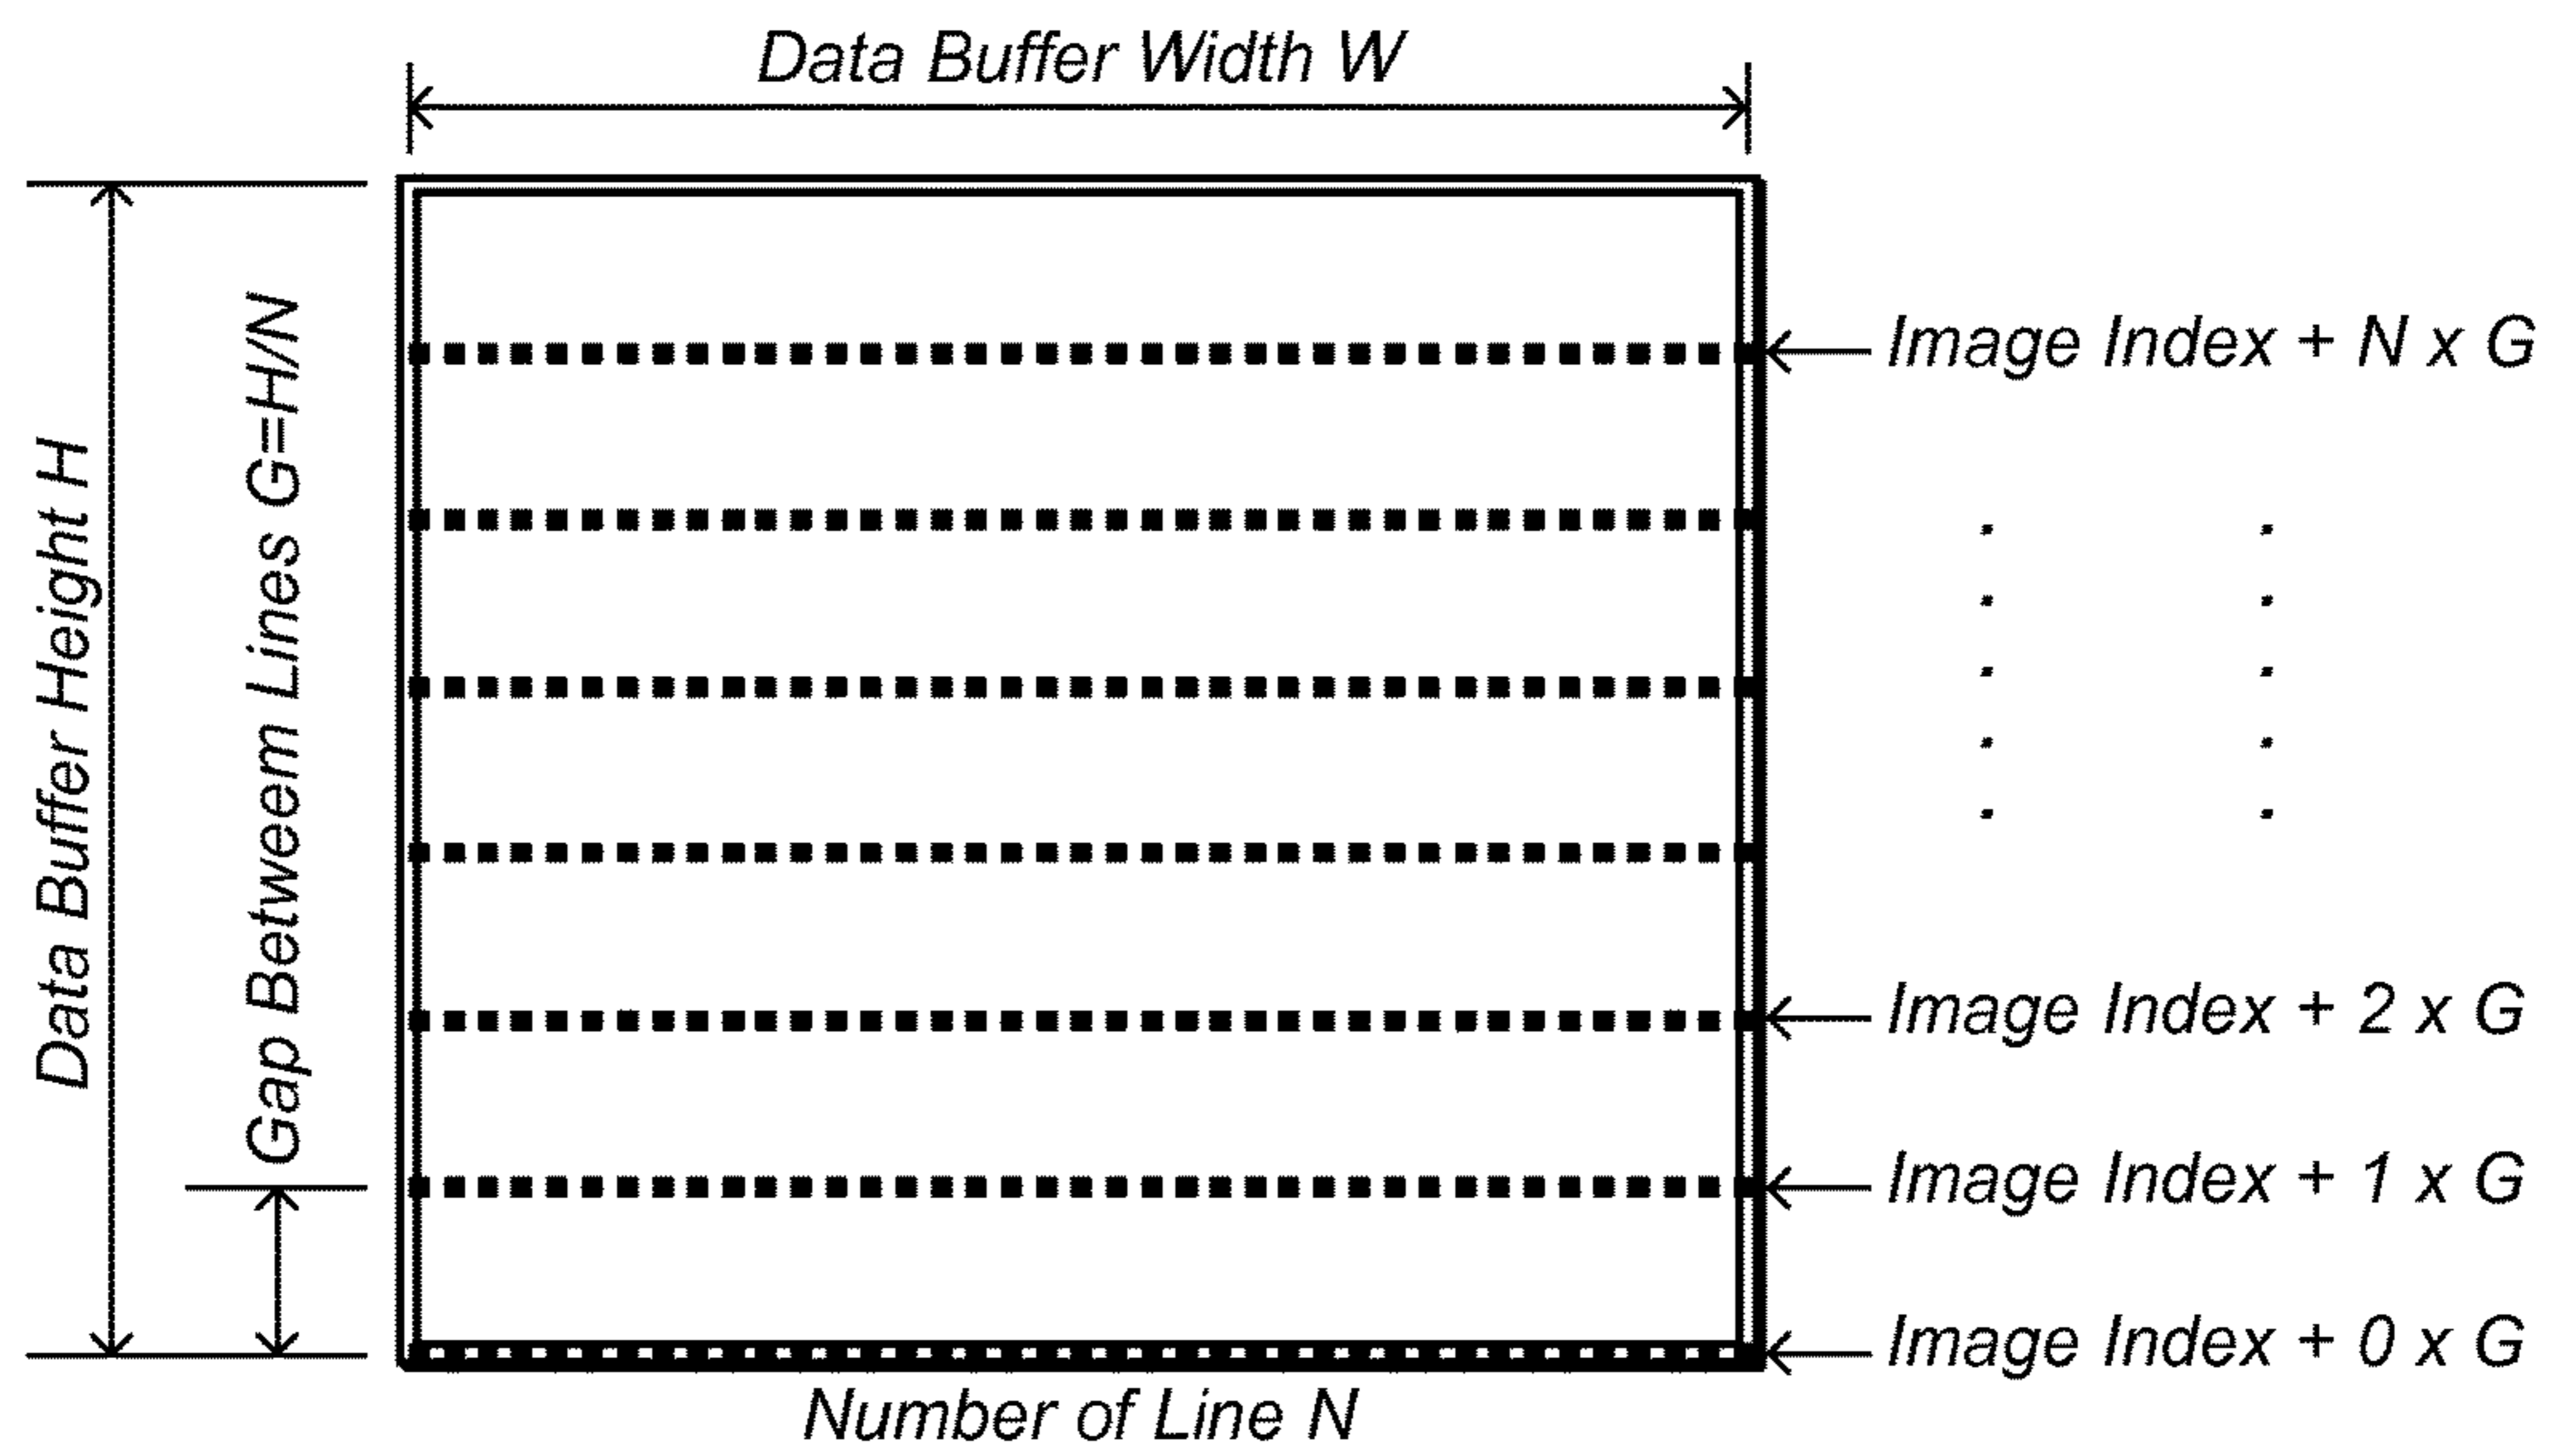 Data Buffer Width W
Data Buffer Height H
Gap Betweem Lines G=H/N
Image Index + N x G
Image Index + 2 x G
Image Index + 1 x G
Image Index + 0 x G
Number of Line N